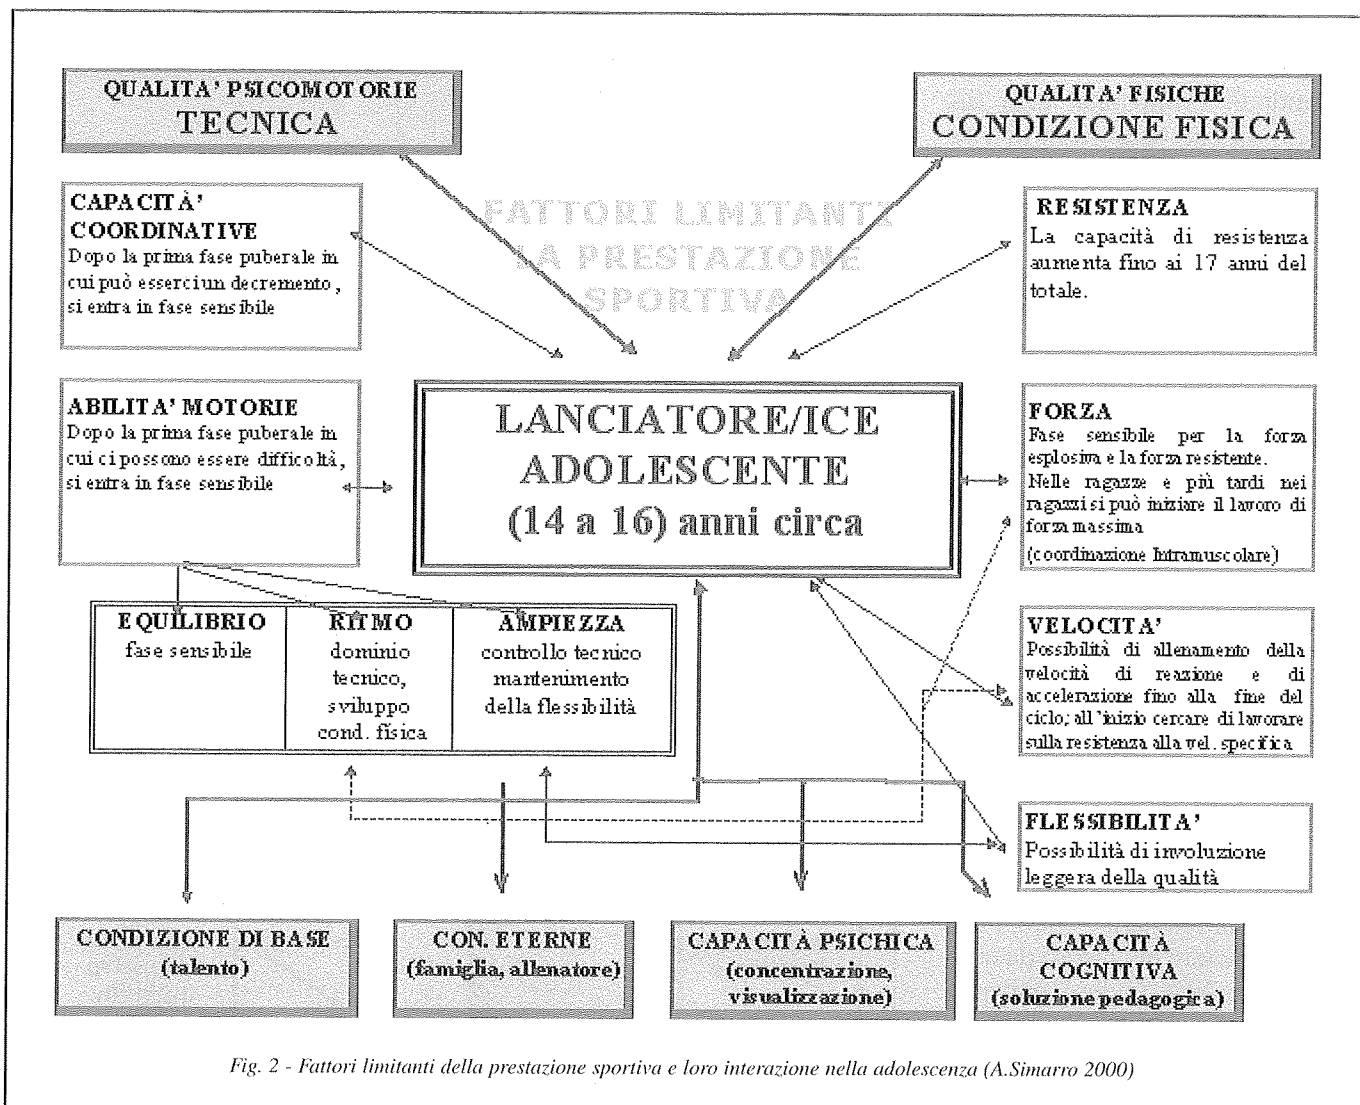 QUALITA' PSICOMOTORIE
TECNICA
QUALITA' FISICHE
CONDIZIONE FISICA
FATTORI LIMITANTI
LA PRESTAZIONE
SPORTIVA
CAPACITÀ'
COORDINATIVE
Dopo la prima fase puberale in
cui può esserci un decremento,
si entra in fase sensibile
RESISTENZA
La capacità di resistenza
aumenta fino ai 17 anni del
totale.
ABILITA' MOTORIE
Dopo la prima fase puberale in
cui ci possono essere difficoltà,
si entra in fase sensibile
LANCIATORE/ICE
ADOLESCENTE
(14 a 16) anni circa
FORZA
Fase sensibile per la forza
esplosiva e la forza resistente.
Nelle ragazze e più tardi nei
ragazzi si può iniziare il lavoro di
forza massima
(coordinazione Intramuscolare)
EQUILIBRIO
fase sensibile
RITMO
dominio
tecnico,
sviluppo
cond. física
AMPIEZZA
controllo tecnico
mantenimento
della flessibilità
VELOCITA'
Possibilità di allenamento della
velocità di reazione e di
accelerazione fino alla fine del
ciclo; all'inizio cercare di lavorare
sulla resistenza alla vel. specifica
FLESSIBILITA'
Possibilità di involuzione
leggera della qualità
CONDIZIONE DI BASE
(talento)
CON. ETERNE
(famiglia, allenatore)
CAPACITÀ PSICHICA
(concentrazione,
visualizzazione)
CAPACITÀ
COGNITIVA
(soluzione pedagogica)
Fig. 2 - Fattori limitanti della prestazione sportiva e loro interazione nella adolescenza (A.Simarro 2000)